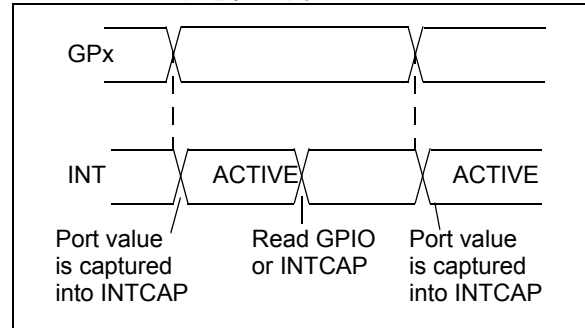 GPx
INT
ACTIVE
ACTIVE
Port value
is captured
into INTCAP
Read GPIO
or INTCAP
Port value
is captured
into INTCAP